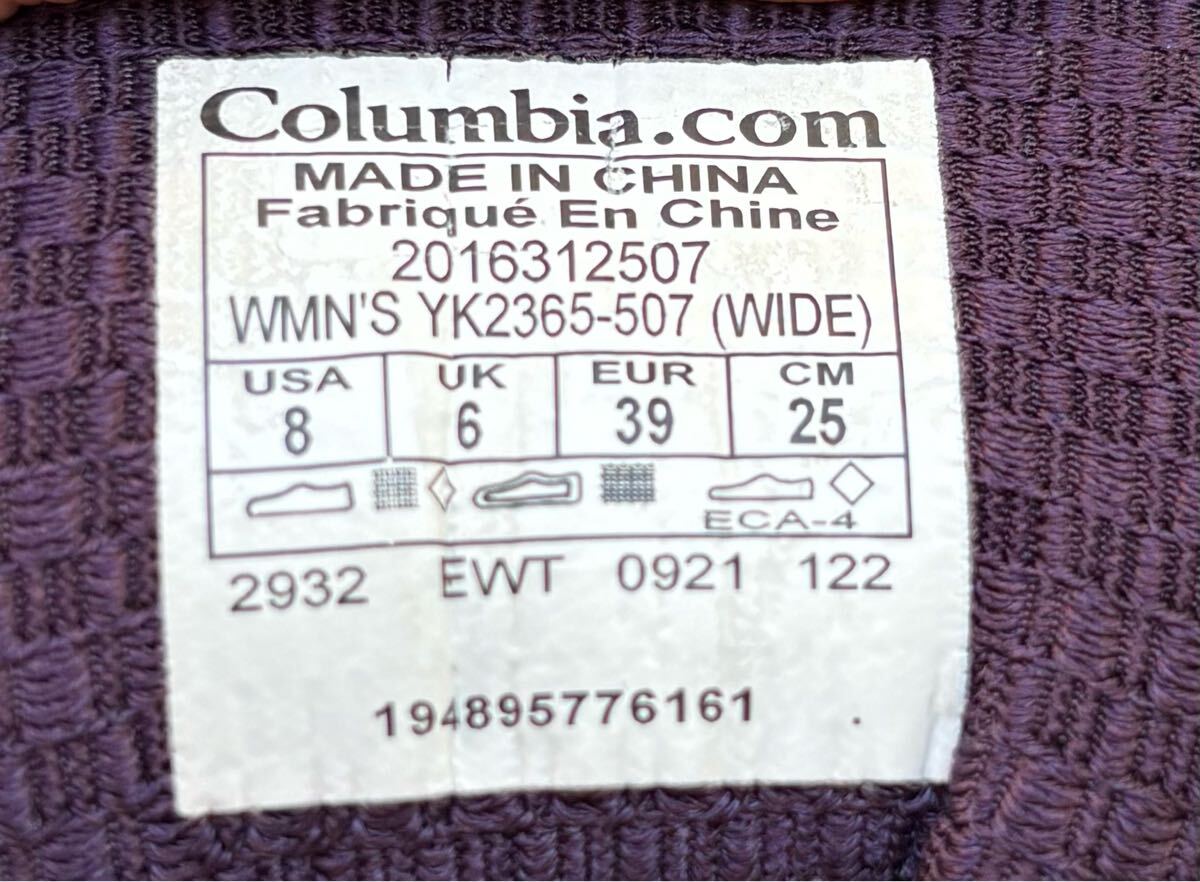 Columbia.com
MADE IN CHINA
Fabriqué En Chine
2016312507
WMN'S YK2365-507 (WIDE)
USA UK EUR CM
8 6 39 25
ECA-4
2932 EWT 0921 122
194895776161